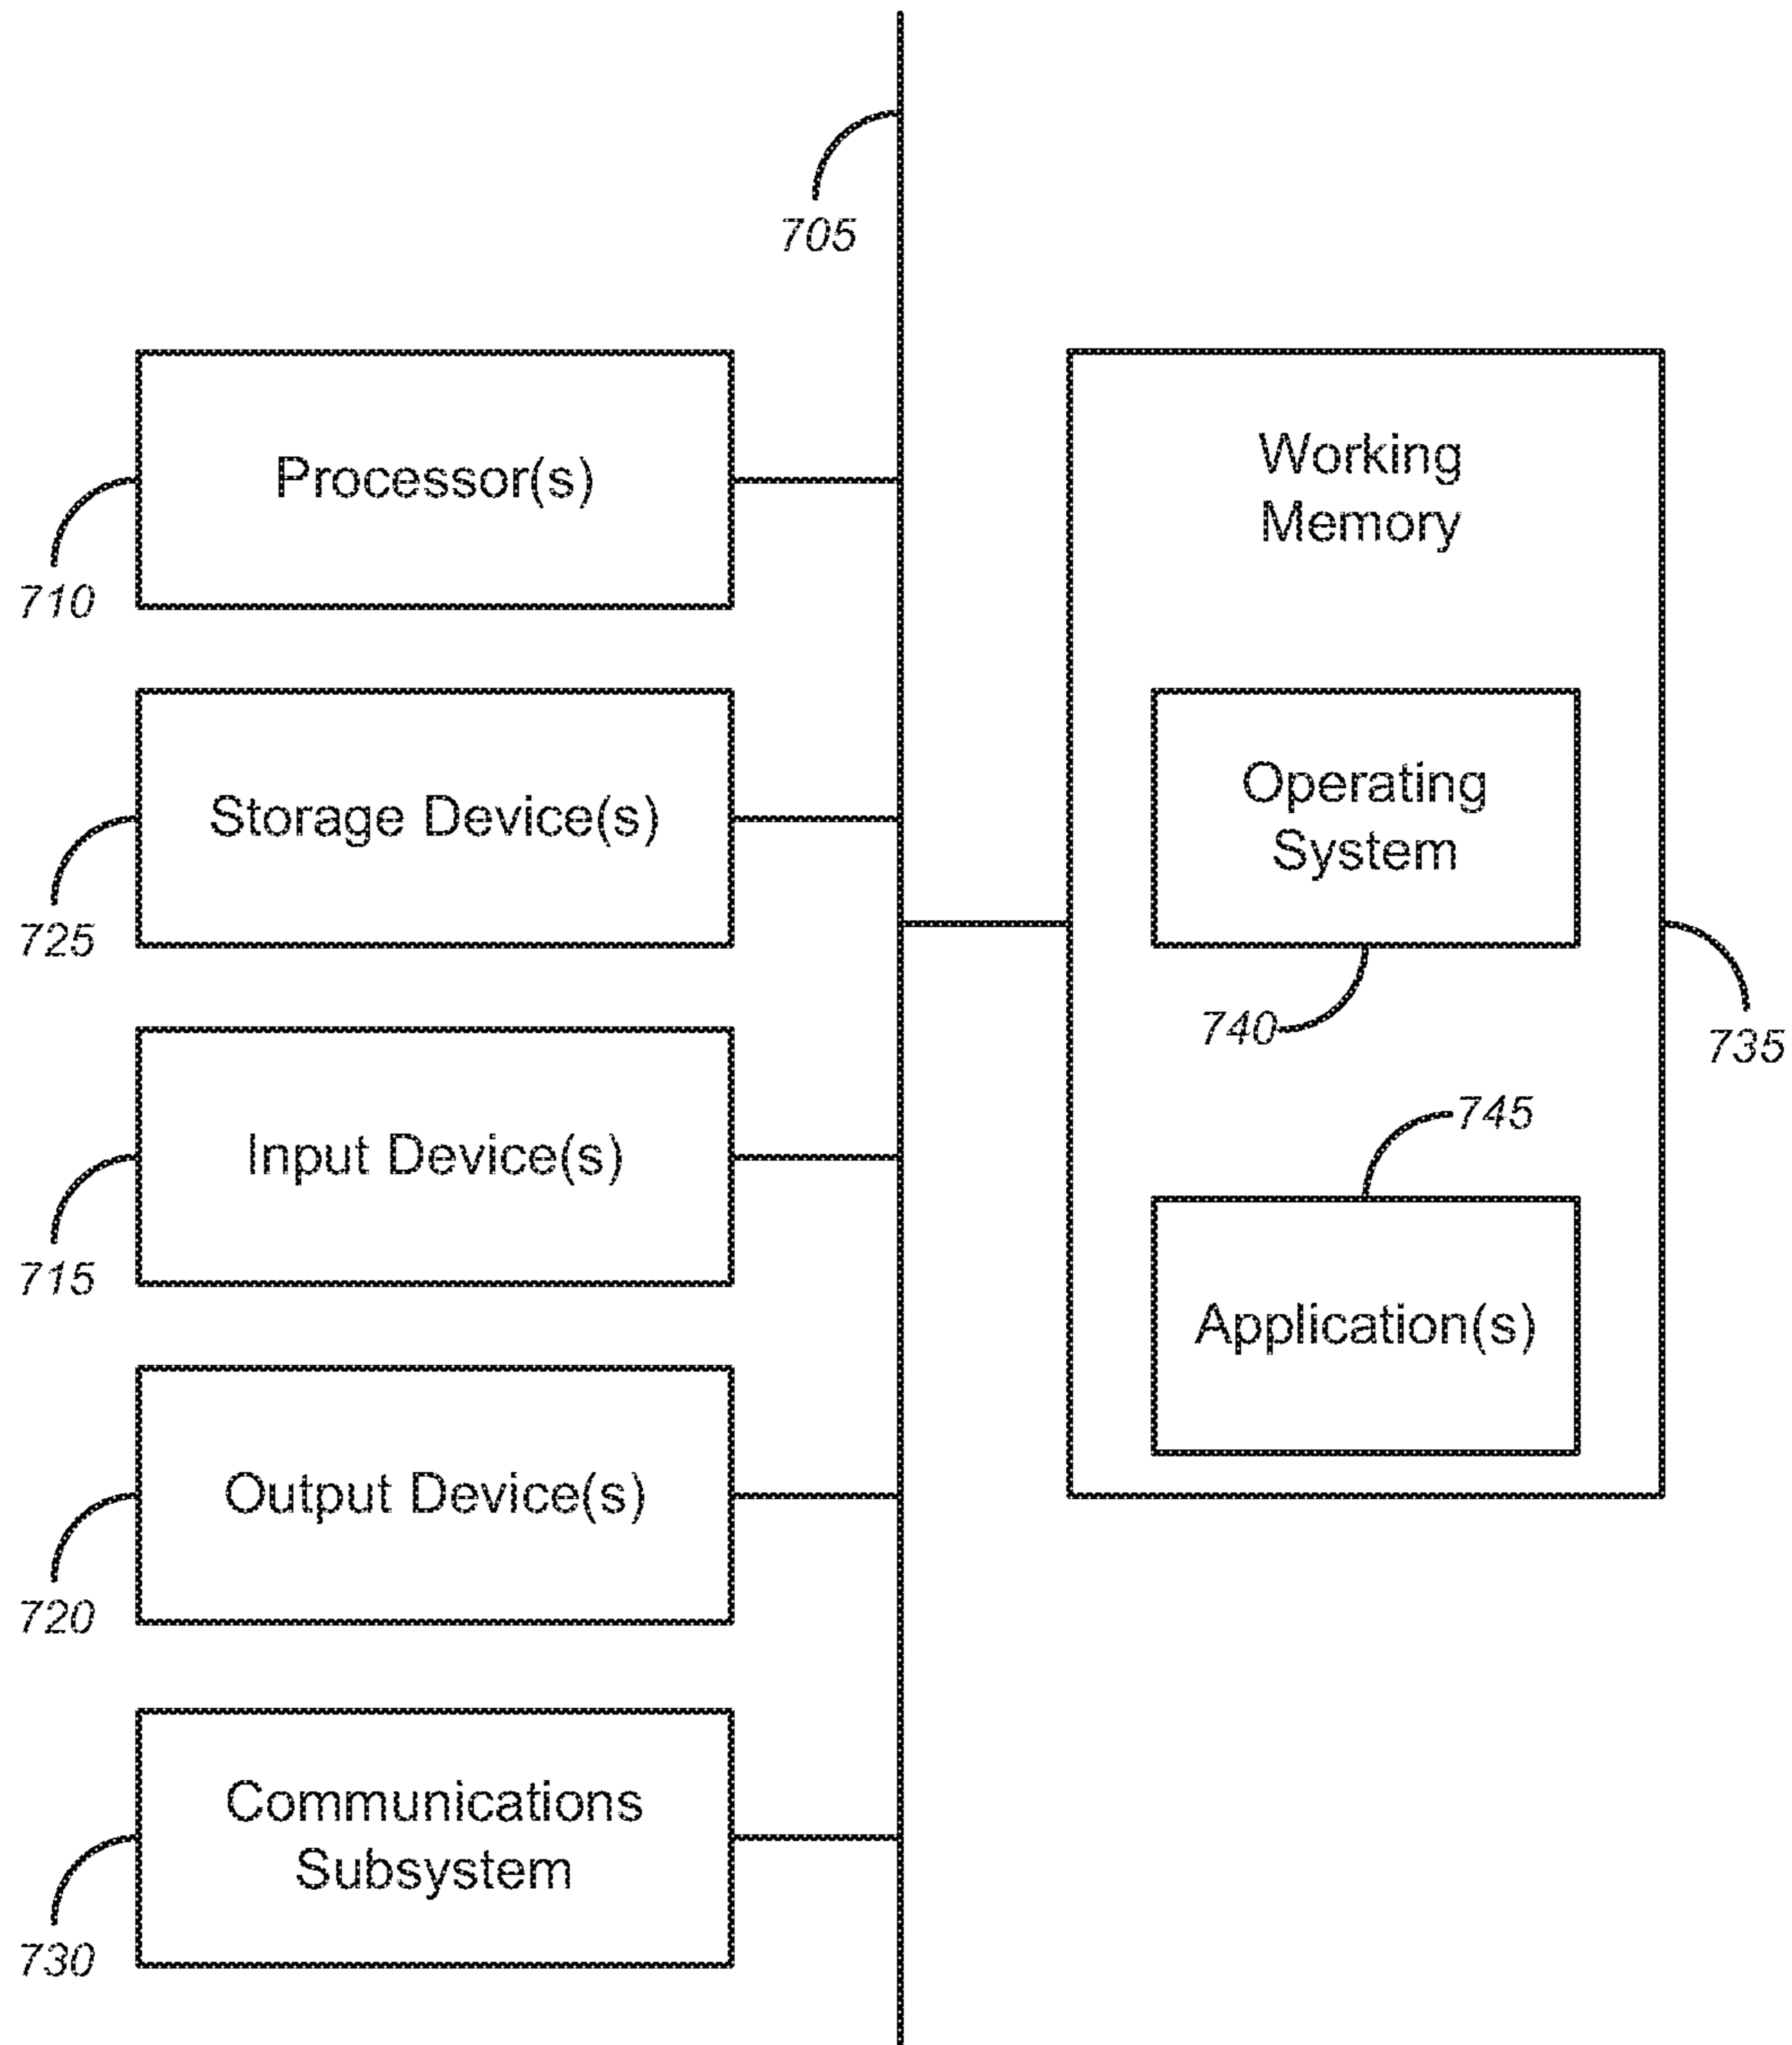 705
Processor(s)
710
Storage Device(s)
725
Input Device(s)
715
Output Device(s)
720
Communications
Subsystem
730
Working
Memory
Operating
System
740
735
745
Application(s)